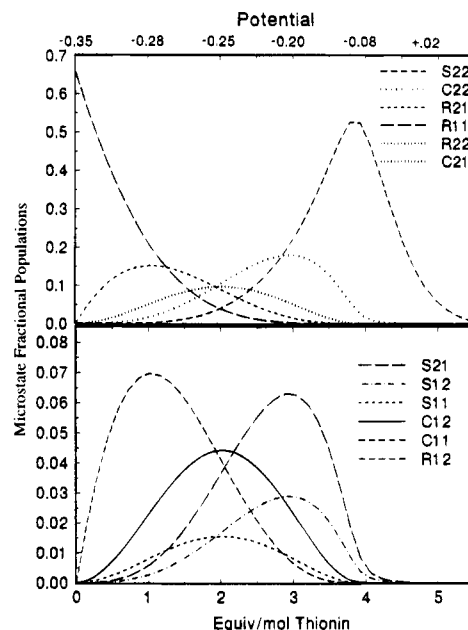 Potential
-0.35 -0.28 -0.25 -0.20 -0.08 +.02
0.7
0.6
0.5
0.4
0.3
0.2
0.1
0.0
S22
C22
R21
R11
R22
C21
Microstate Fractional Populations
0.08
0.07
0.06
0.05
0.04
0.03
0.02
0.01
0.00
S21
S12
S11
C12
C11
R12
0 1 2 3 4 5
Equiv/mol Thionin